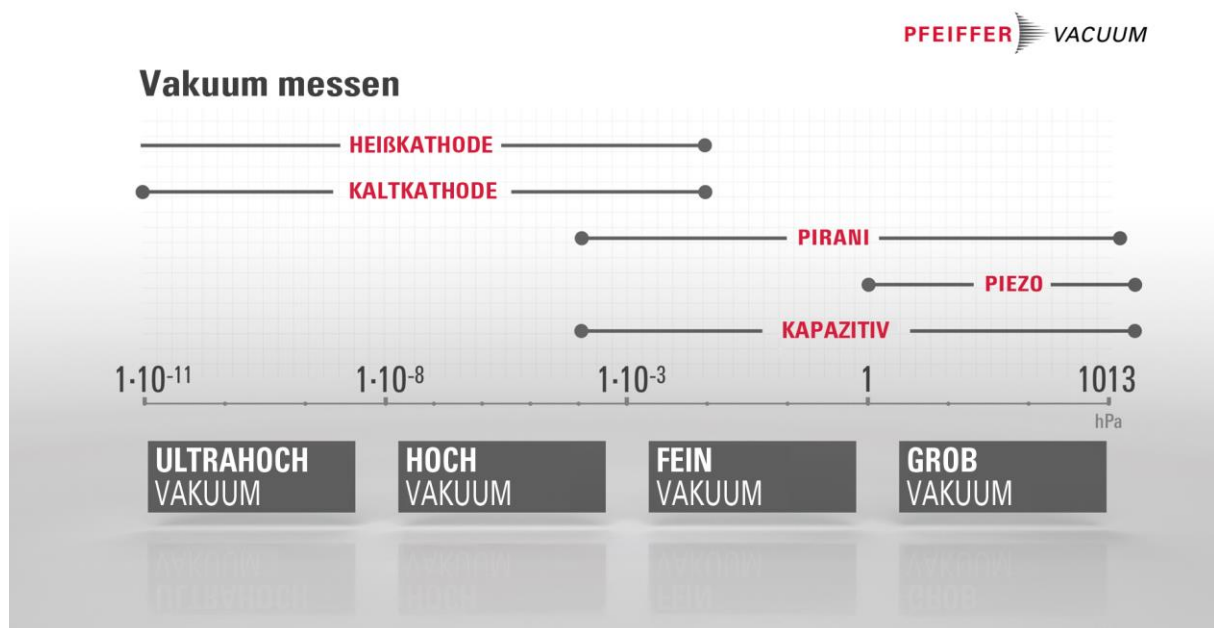 PFEIFFER VACUUM
Vakuum messen
HEIßKATHODE
KALTKATHODE
PIRANI
PIEZO
KAPAZITIV
1·10⁻¹¹ 1·10⁻⁸ 1·10⁻³ 1 1013
hPa
ULTRAHOCH HOCH FEIN GROB
VAKUUM VAKUUM VAKUUM VAKUUM